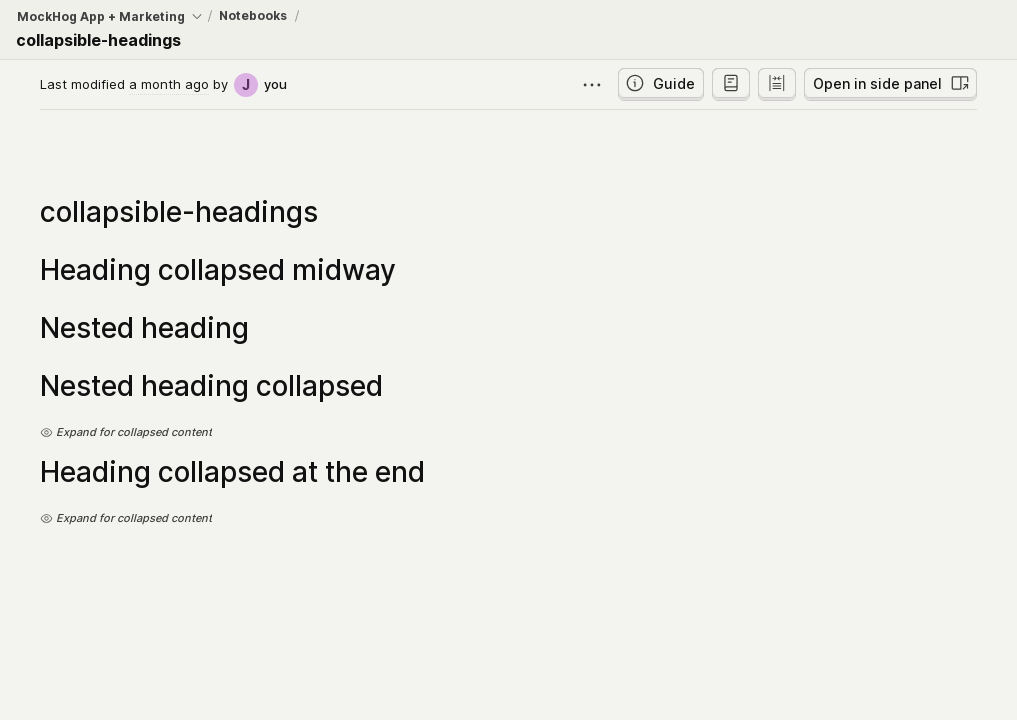 MockHog App + Marketing / Notebooks /
collapsible-headings
Last modified a month ago by J you
Guide
Open in side panel
collapsible-headings
Heading collapsed midway
Nested heading
Nested heading collapsed
Expand for collapsed content
Heading collapsed at the end
Expand for collapsed content